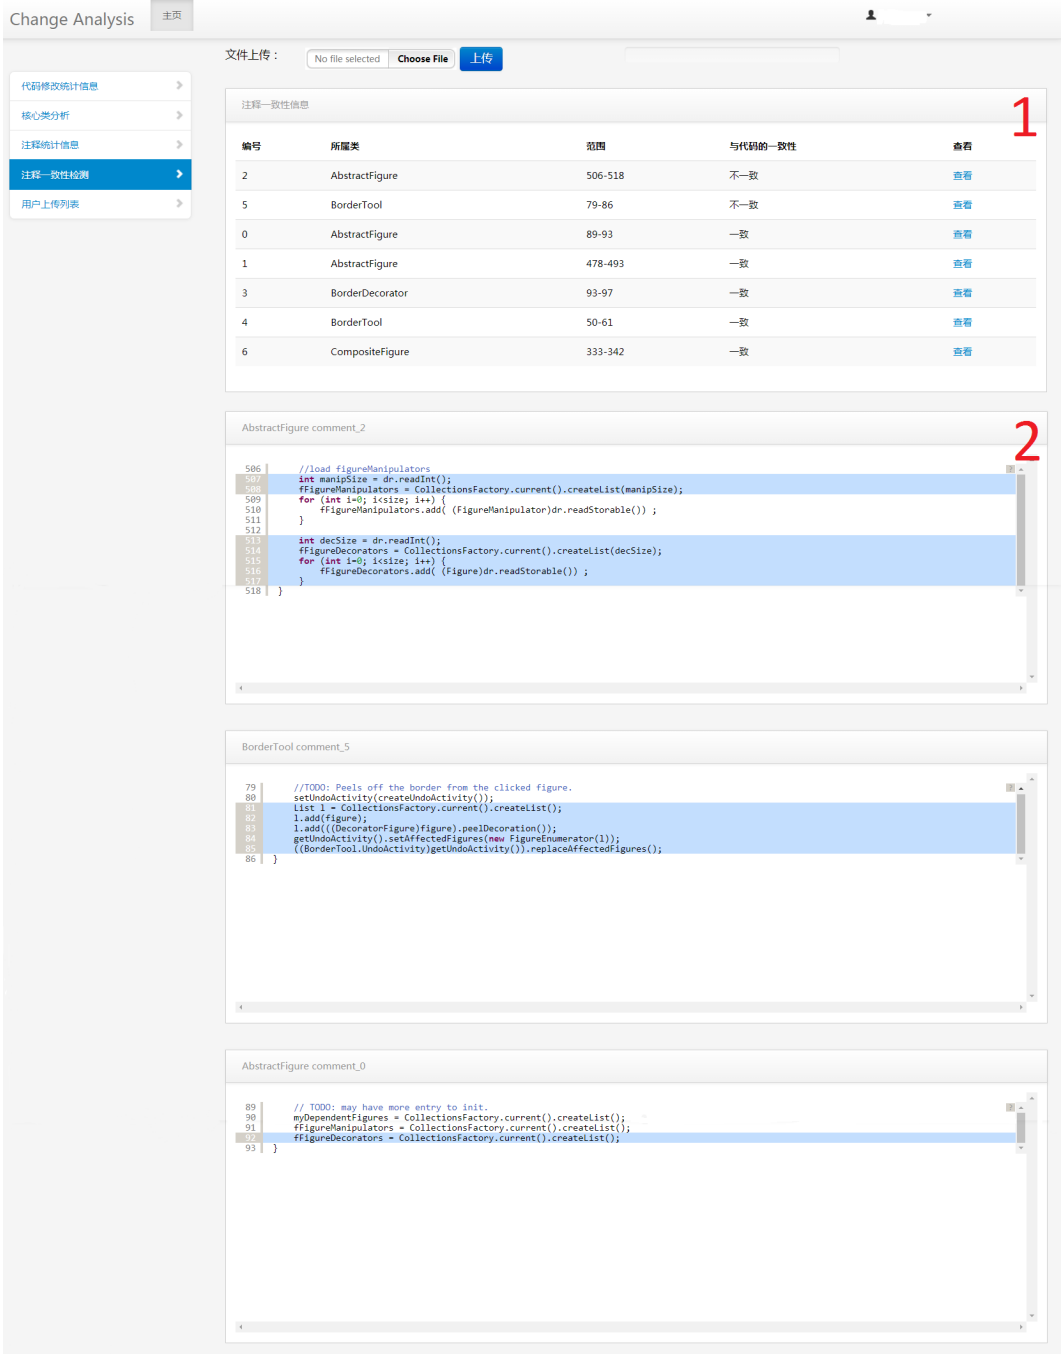 Change Analysis 主页
文件上传： No file selected Choose File 上传
代码修改统计信息
核心类分析
注释统计信息
注释一致性检测
用户上传列表
注释一致性信息 1
编号 所属类 范围 与代码的一致性 查看
2 AbstractFigure 506-518 不一致 查看
5 BorderTool 79-86 不一致 查看
0 AbstractFigure 89-93 一致 查看
1 AbstractFigure 478-493 一致 查看
3 BorderDecorator 93-97 一致 查看
4 BorderTool 50-61 一致 查看
6 CompositeFigure 333-342 一致 查看
AbstractFigure comment_2 2
506 //load figureManipulators ?
507 int manipSize = dr.readInt();
508 fFigureManipulators = CollectionsFactory.current().createList(manipSize);
509 for (int i=0; i<size; i++) {
510 fFigureManipulators.add( (FigureManipulator)dr.readStorable()) ;
511 }
512
513 int decSize = dr.readInt();
514 fFigureDecorators = CollectionsFactory.current().createList(decSize);
515 for (int i=0; i<size; i++) {
516 fFigureDecorators.add( (Figure)dr.readStorable()) ;
517 }
518 }
BorderTool comment_5
79 //TODO: Peels off the border from the clicked figure. ?
80 setUndoActivity(createUndoActivity());
81 List l = CollectionsFactory.current().createList();
82 l.add(figure);
83 l.add(((DecoratorFigure)figure).peelDecoration());
84 getUndoActivity().setAffectedFigures(new FigureEnumerator(l));
85 ((BorderTool.UndoActivity)getUndoActivity()).replaceAffectedFigures();
86 }
AbstractFigure comment_0
89 // TODO: may have more entry to init. ?
90 myDependentFigures = CollectionsFactory.current().createList();
91 fFigureManipulators = CollectionsFactory.current().createList();
92 fFigureDecorators = CollectionsFactory.current().createList();
93 }